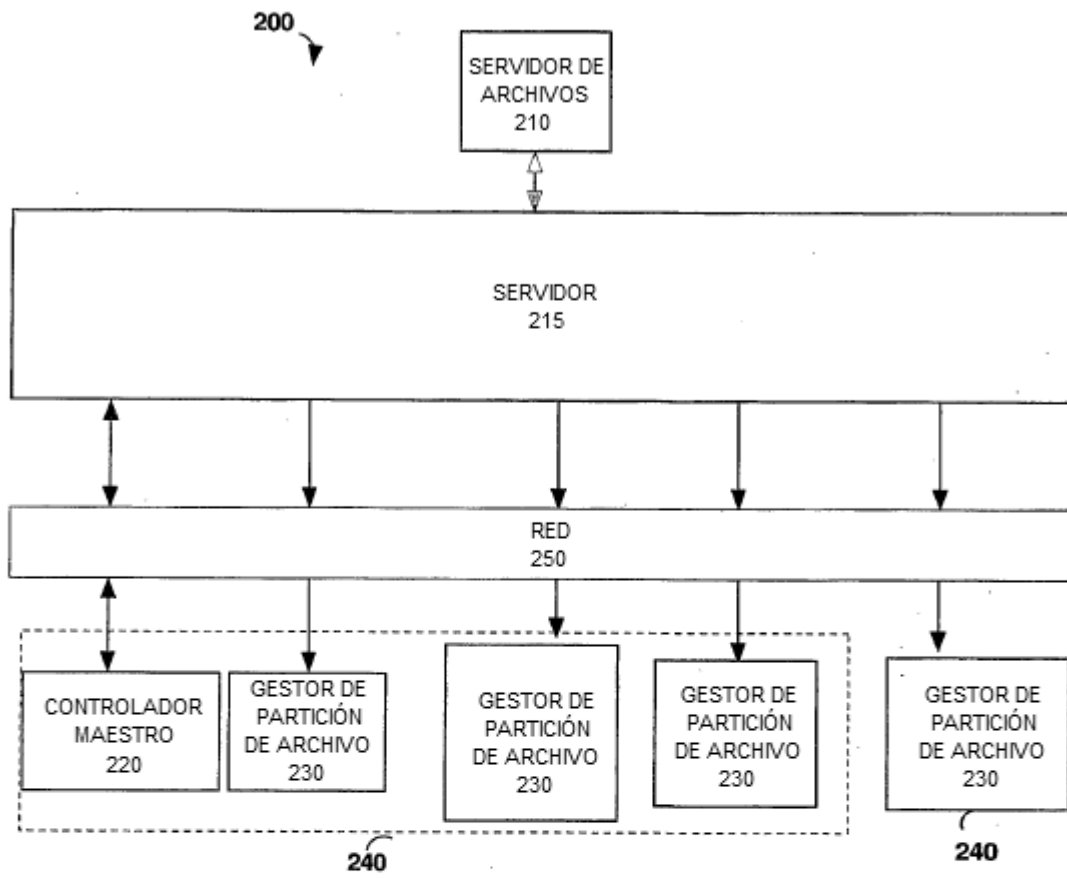 200
SERVIDOR DE
ARCHIVOS
210
SERVIDOR
215
RED
250
CONTROLADOR
MAESTRO
220
GESTOR DE
PARTICIÓN
DE ARCHIVO
230
GESTOR DE
PARTICIÓN
DE ARCHIVO
230
GESTOR DE
PARTICIÓN
DE ARCHIVO
230
GESTOR DE
PARTICIÓN
DE ARCHIVO
230
240
240